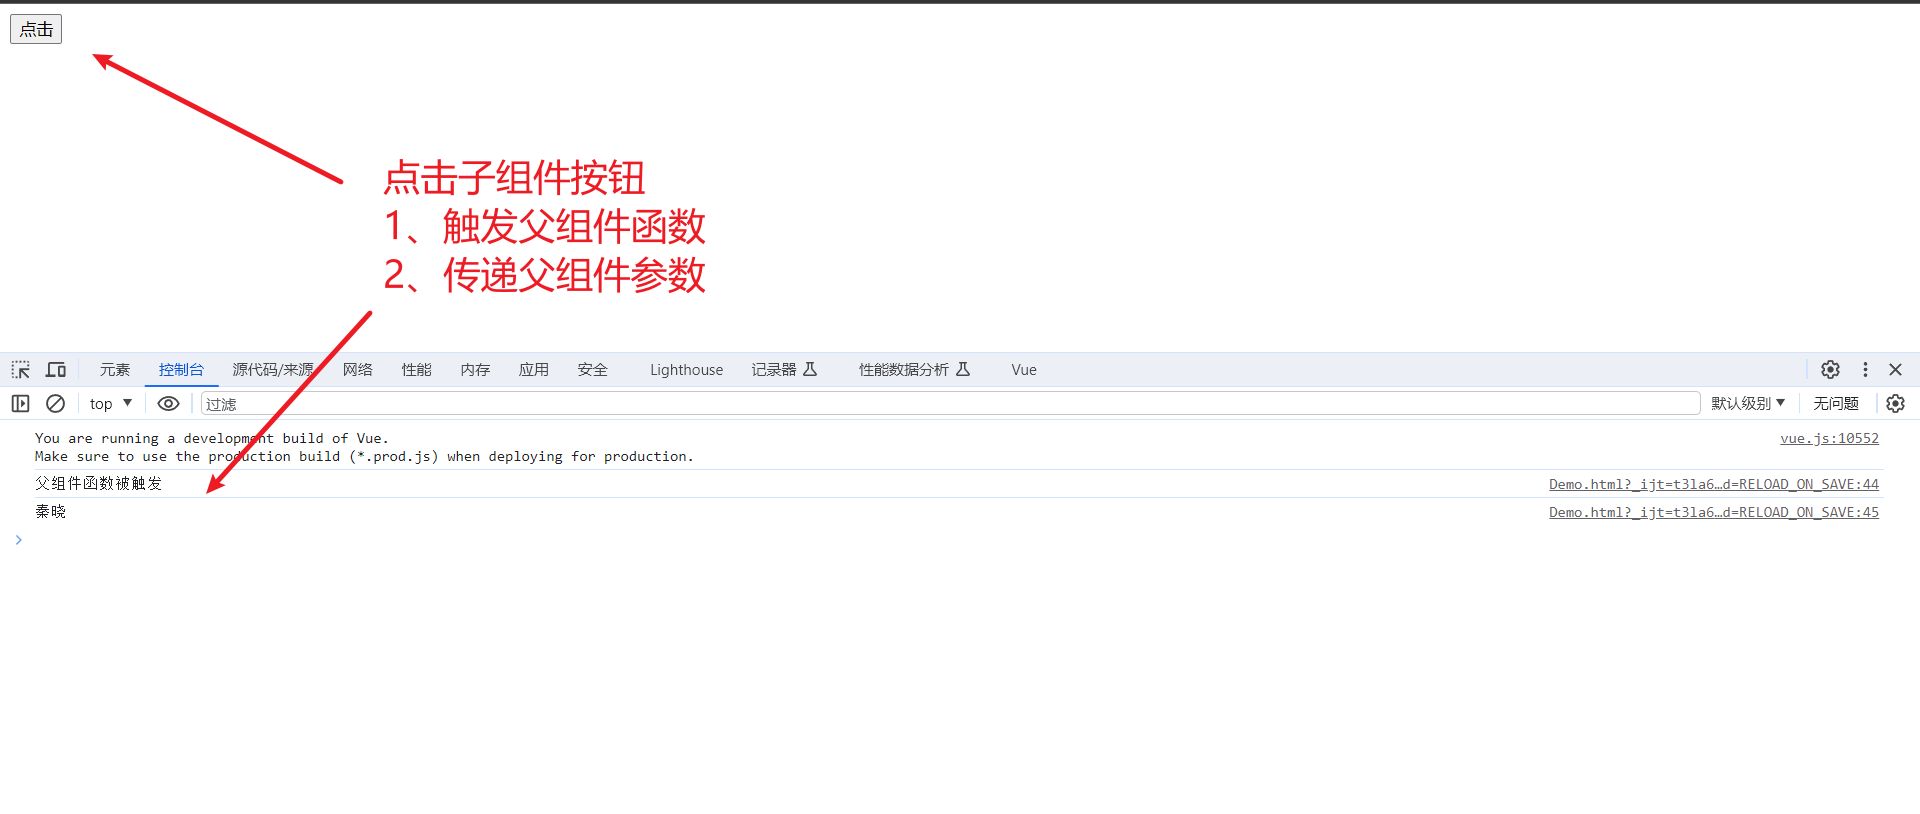 点击
点击子组件按钮
1、触发父组件函数
2、传递父组件参数
元素 控制台 源代码/来源 网络 性能 内存 应用 安全 Lighthouse 记录器 性能数据分析 Vue
top 过滤 默认级别 无问题
You are running a development build of Vue. vue.js:10552
Make sure to use the production build (*.prod.js) when deploying for production.
父组件函数被触发 Demo.html?_ijt=t3la6…d=RELOAD_ON_SAVE:44
秦晓 Demo.html?_ijt=t3la6…d=RELOAD_ON_SAVE:45